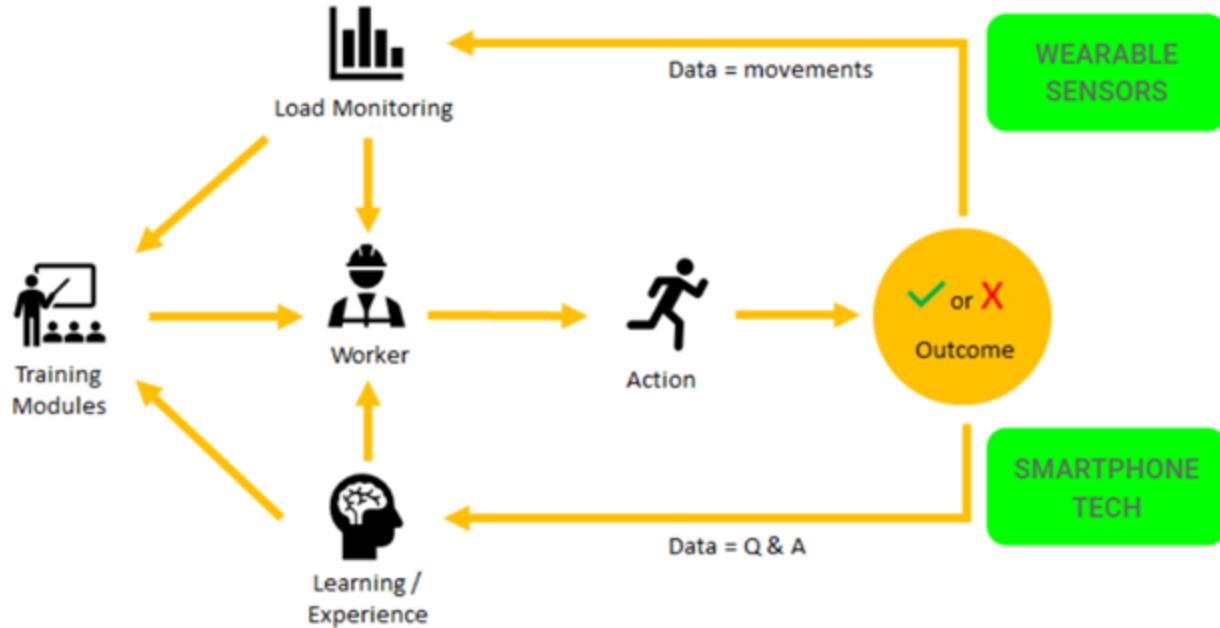 WEARABLE
SENSORS
Data = movements
Load Monitoring
✓ or X
Outcome
Worker
Action
Training
Modules
SMARTPHONE
TECH
Data = Q & A
Learning /
Experience